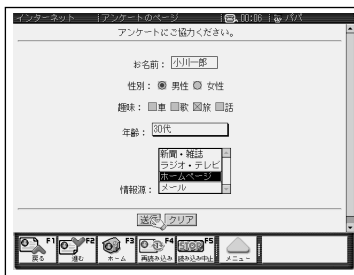 インターネット アンケートのページ 00:06 パパ
アンケートにご協力ください。
お名前： 小川一郎
性別： 男性 女性
趣味： 車 歌 旅 話
年齢： 30代
新聞・雑誌
ラジオ・テレビ
ホームページ
情報源： メール
送信 クリア
F1 F2 F3 F4 STOP F5
戻る 進む ホーム 再読み込み 読み込み中止 メニュー